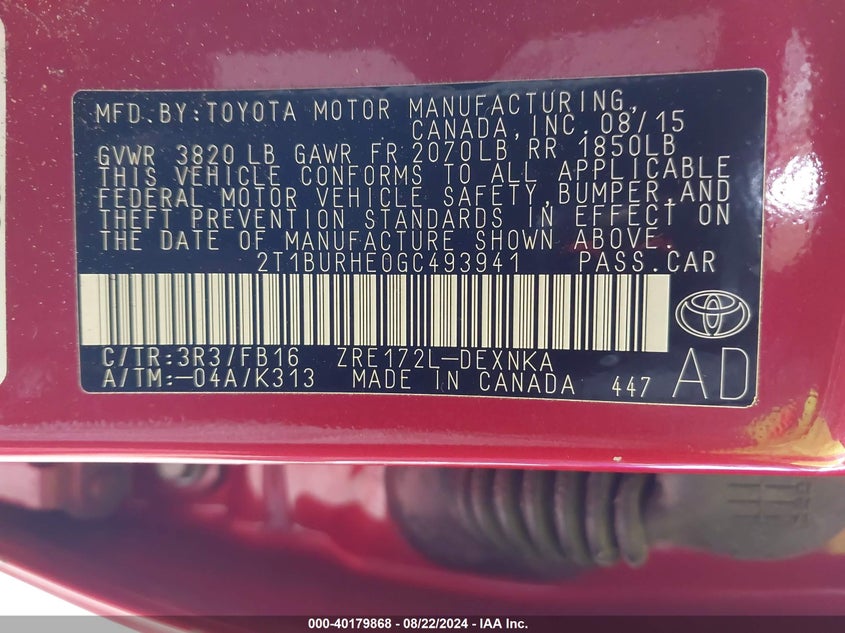 MFD.BY:TOYOTA MOTOR MANUFACTURING,
CANADA,INC. 08/15
GVWR 3820 LB GAWR FR 2070LB RR 1850LB
THIS VEHICLE CONFORMS TO ALL APPLICABLE
FEDERAL MOTOR VEHICLE SAFETY,BUMPER,AND
THEFT PREVENTION STANDARDS IN EFFECT ON
THE DATE OF MANUFACTURE SHOWN ABOVE.
2T1BURHE0GC493941 PASS.CAR
C/TR:3R3/FB16 ZRE172L-DEXNKA
A/TM:-04A/K313 MADE IN CANADA 447 AD
000-40179868 - 08/22/2024 - IAA Inc.